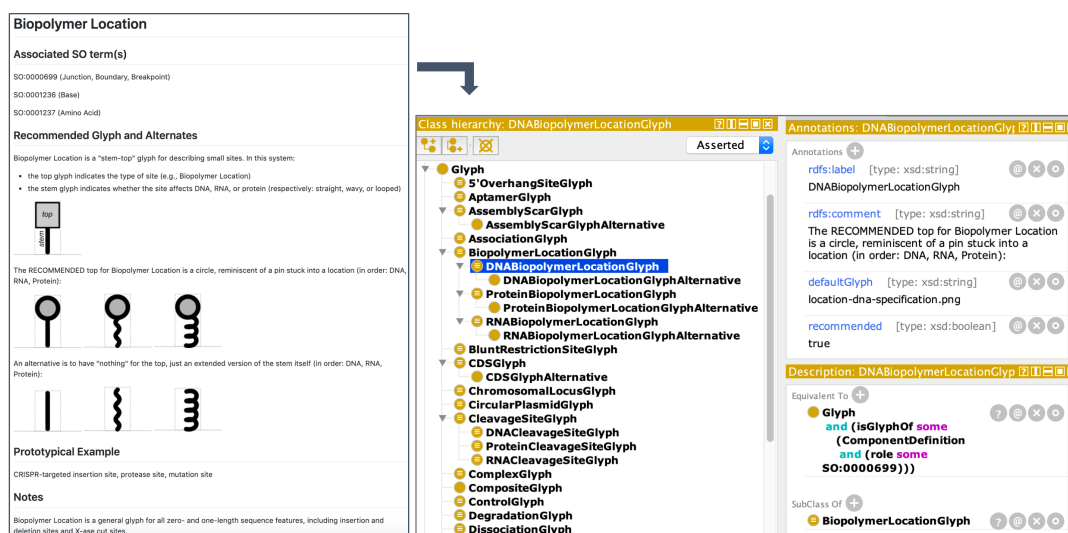 Biopolymer Location
Associated SO term(s)
SO:0000699 (Junction, Boundary, Breakpoint)
SO:0001236 (Base)
SO:0001237 (Amino Acid)
Recommended Glyph and Alternates
Biopolymer Location is a "stem-top" glyph for describing small sites. In this system:
• the top glyph indicates the type of site (e.g., Biopolymer Location)
• the stem glyph indicates whether the site affects DNA, RNA, or protein (respectively: straight, wavy, or looped)
top
stem
The RECOMMENDED top for Biopolymer Location is a circle, reminiscent of a pin stuck into a location (in order: DNA,
RNA, Protein):
An alternative is to have "nothing" for the top, just an extended version of the stem itself (in order: DNA, RNA,
Protein):
Prototypical Example
CRISPR-targeted insertion site, protease site, mutation site
Notes
Biopolymer Location is a general glyph for all zero- and one-length sequence features, including insertion and
deletion sites and X-ase cut sites.
Class hierarchy: DNABiopolymerLocationGlyph
Asserted
Glyph
5'OverhangSiteGlyph
AptamerGlyph
AssemblyScarGlyph
AssemblyScarGlyphAlternative
AssociationGlyph
BiopolymerLocationGlyph
DNABiopolymerLocationGlyph
DNABiopolymerLocationGlyphAlternative
ProteinBiopolymerLocationGlyph
ProteinBiopolymerLocationGlyphAlternative
RNABiopolymerLocationGlyph
RNABiopolymerLocationGlyphAlternative
BluntRestrictionSiteGlyph
CDSGlyph
CDSGlyphAlternative
ChromosomalLocusGlyph
CircularPlasmidGlyph
CleavageSiteGlyph
DNACleavageSiteGlyph
ProteinCleavageSiteGlyph
RNACleavageSiteGlyph
ComplexGlyph
CompositeGlyph
ControlGlyph
DegradationGlyph
DissociationGlyph
Annotations: DNABiopolymerLocationGlyp
Annotations
rdfs:label [type: xsd:string]
DNABiopolymerLocationGlyph
rdfs:comment [type: xsd:string]
The RECOMMENDED top for Biopolymer Location
is a circle, reminiscent of a pin stuck into a
location (in order: DNA, RNA, Protein):
defaultGlyph [type: xsd:string]
location-dna-specification.png
recommended [type: xsd:boolean]
true
Description: DNABiopolymerLocationGlyp
Equivalent To
Glyph
and (isGlyphOf some
(ComponentDefinition
and (role some
SO:0000699)))
SubClass Of
BiopolymerLocationGlyph